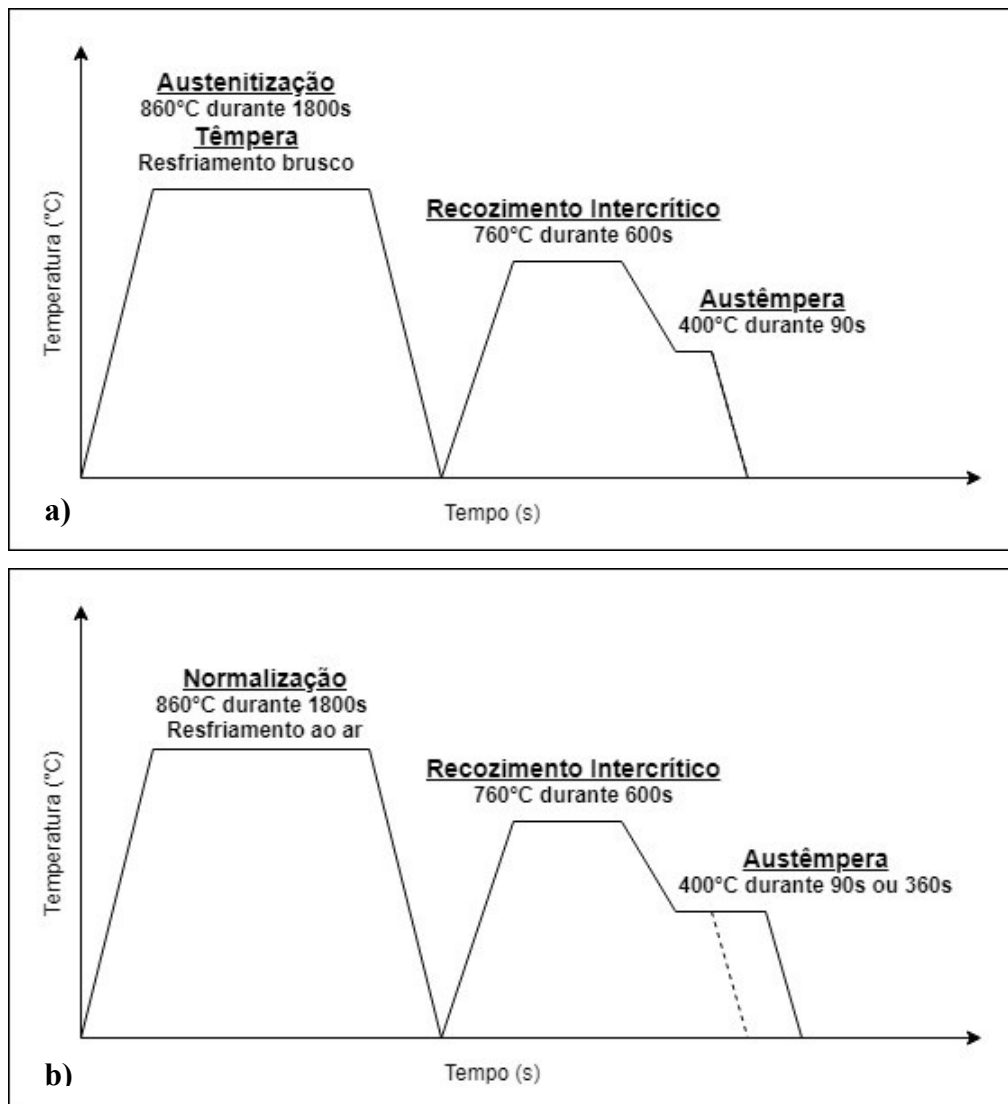 Austenitização
860°C durante 1800s
Têmpera
Resfriamento brusco
Recozimento Intercrítico
760°C durante 600s
Austêmpera
400°C durante 90s
Temperatura (°C)
Tempo (s)
a)
Normalização
860°C durante 1800s
Resfriamento ao ar
Recozimento Intercrítico
760°C durante 600s
Austêmpera
400°C durante 90s ou 360s
Temperatura (°C)
Tempo (s)
b)